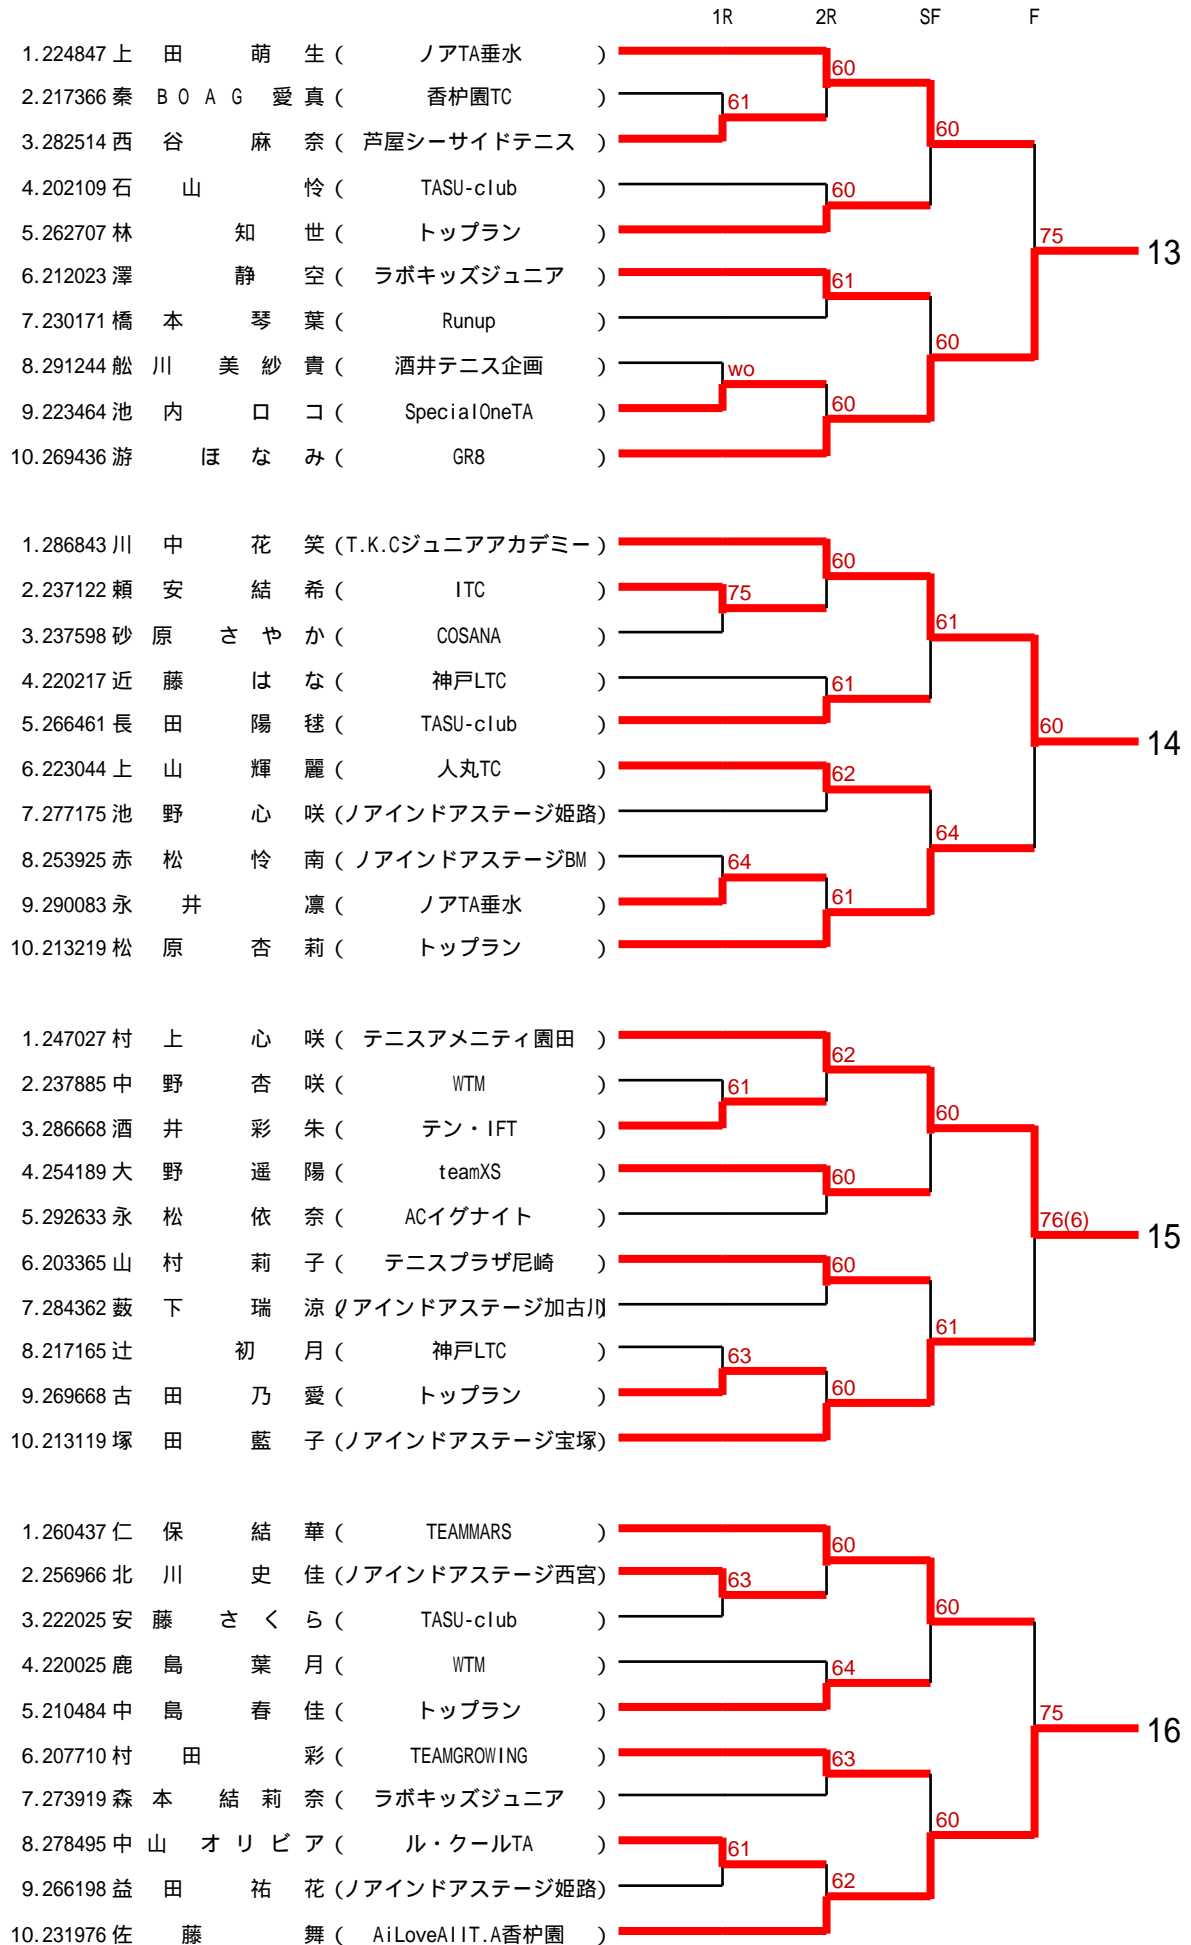 1R 2R SF F
1.224847 上 田 萌 生 ( ノアTA垂水 )
60
2.217366 秦 BOAG 愛 真 ( 香枦園TC )
61
3.282514 西 谷 麻 奈 ( 芦屋シーサイドテニス )
60
4.202109 石 山 怜 ( TASU-club )
60
5.262707 林 知 世 ( トップラン )
75
13
6.212023 澤 静 空 ( ラボキッズジュニア )
61
7.230171 橋 本 琴 葉 ( Runup )
60
8.291244 舩 川 美 紗 貴 ( 酒井テニス企画 )
wo
9.223464 池 内 ロ コ ( SpecialOneTA )
60
10.269436 游 ほ な み ( GR8 )
1.286843 川 中 花 笑 ( T.K.Cジュニアアカデミー )
60
2.237122 頼 安 結 希 ( ITC )
75
3.237598 砂 原 さ や か ( COSANA )
61
4.220217 近 藤 は な ( 神戸LTC )
61
5.266461 長 田 陽 毬 ( TASU-club )
60
14
6.223044 上 山 輝 麗 ( 人丸TC )
62
7.277175 池 野 心 咲 ( ノアインドアステージ姫路 )
64
8.253925 赤 松 怜 南 ( ノアインドアステージBM )
64
9.290083 永 井 凛 ( ノアTA垂水 )
61
10.213219 松 原 杏 莉 ( トップラン )
1.247027 村 上 心 咲 ( テニスアメニティ園田 )
62
2.237885 中 野 杏 咲 ( WTM )
61
3.286668 酒 井 彩 朱 ( テン・IFT )
60
4.254189 大 野 遥 陽 ( teamXS )
60
5.292633 永 松 依 奈 ( ACイグナイト )
76(6)
15
6.203365 山 村 莉 子 ( テニスプラザ尼崎 )
60
7.284362 薮 下 瑞 涼 ( ノアインドアステージ加古川 )
61
8.217165 辻 初 月 ( 神戸LTC )
63
9.269668 古 田 乃 愛 ( トップラン )
60
10.213119 塚 田 藍 子 ( ノアインドアステージ宝塚 )
1.260437 仁 保 結 華 ( TEAMMARS )
60
2.256966 北 川 史 佳 ( ノアインドアステージ西宮 )
63
3.222025 安 藤 さ く ら ( TASU-club )
60
4.220025 鹿 島 葉 月 ( WTM )
64
5.210484 中 島 春 佳 ( トップラン )
75
16
6.207710 村 田 彩 ( TEAMGROWING )
63
7.273919 森 本 結 莉 奈 ( ラボキッズジュニア )
60
8.278495 中 山 オ リ ビ ア ( ル・クールTA )
61
9.266198 益 田 祐 花 ( ノアインドアステージ姫路 )
62
10.231976 佐 藤 舞 ( AiLoveAllT.A香枦園 )